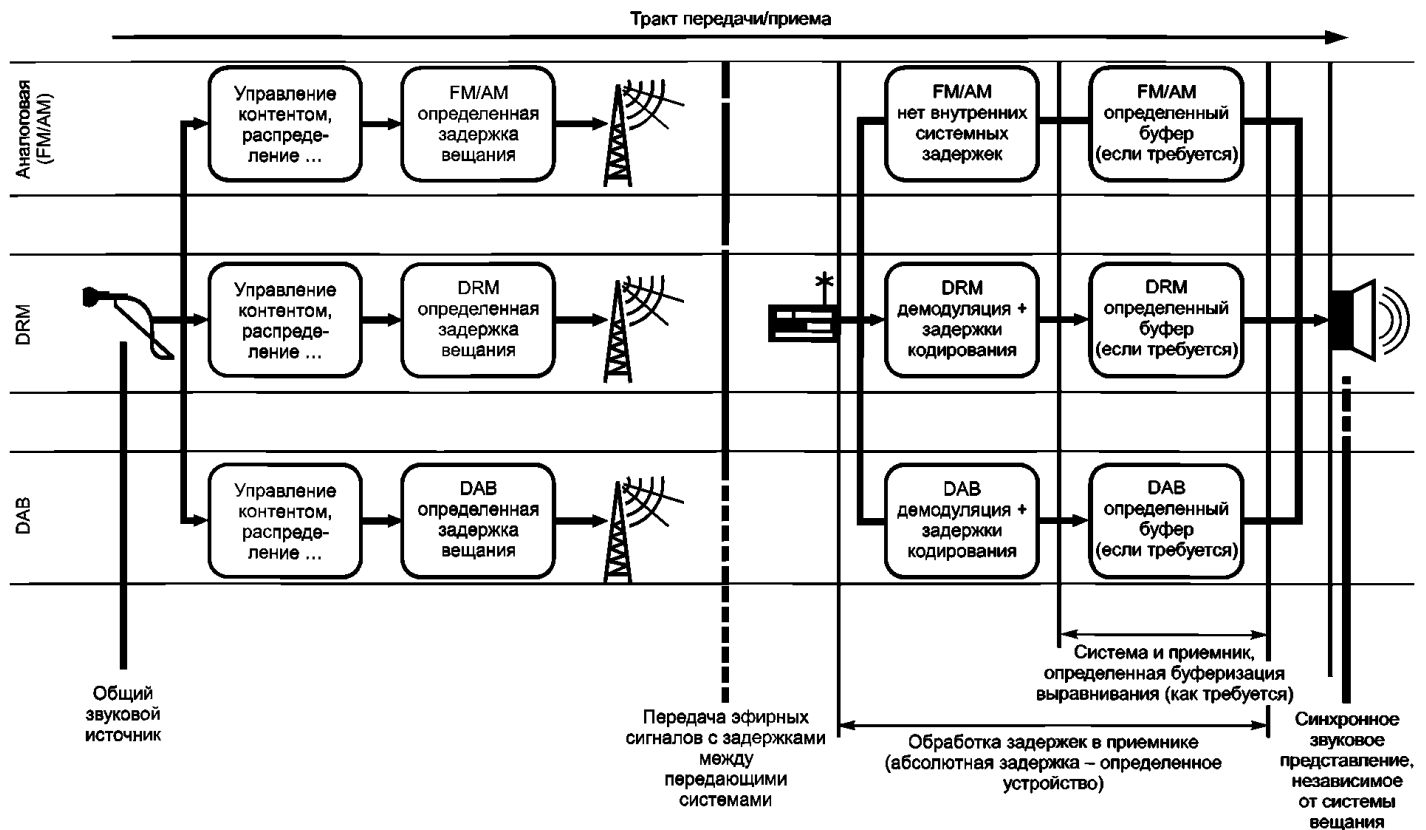 Тракт передачи/приема
Аналоговая
(FM/AM)
Управление
контентом,
распреде-
ление ...
FM/AM
определенная
задержка
вещания
FM/AM
нет внутренних
системных
задержек
FM/AM
определенный
буфер
(если требуется)
DRM
Управление
контентом,
распреде-
ление ...
DRM
определенная
задержка
вещания
DRM
демодуляция +
задержки
кодирования
DRM
определенный
буфер
(если требуется)
DAB
Управление
контентом,
распреде-
ление ...
DAB
определенная
задержка
вещания
DAB
демодуляция +
задержки
кодирования
DAB
определенный
буфер
(если требуется)
Общий
звуковой
источник
Передача эфирных
сигналов с задержками
между
передающими
системами
Система и приемник,
определенная буферизация
выравнивания (как требуется)
Обработка задержек в приемнике
(абсолютная задержка – определенное
устройство)
Синхронное
звуковое
представление,
независимое
от системы
вещания